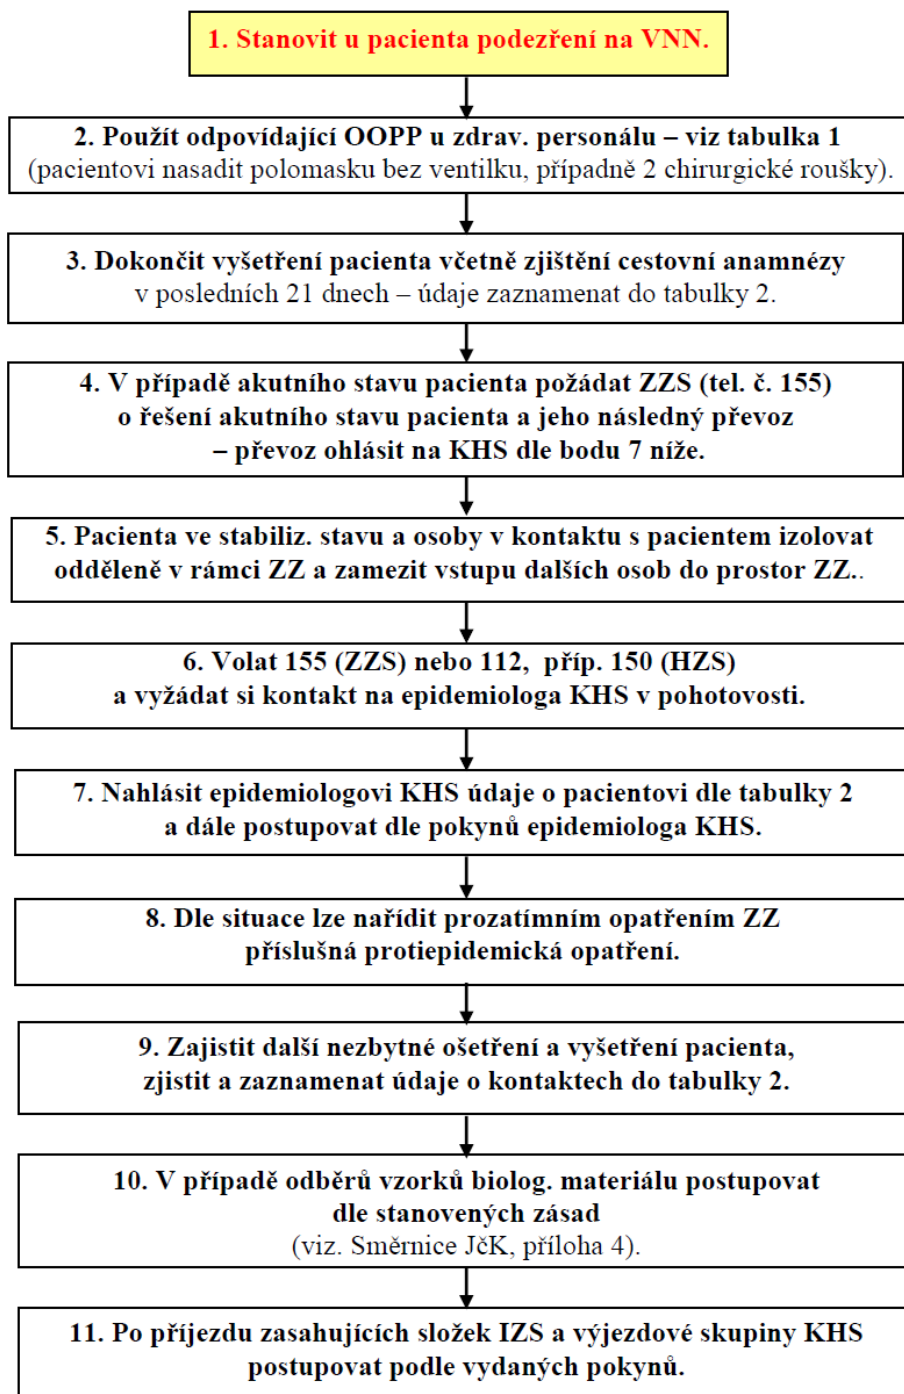 1. Stanovit u pacienta podezření na VNN.
2. Použít odpovídající OOPP u zdrav. personálu – viz tabulka 1
(pacientovi nasadit polomasku bez ventilku, případně 2 chirurgické roušky).
3. Dokončit vyšetření pacienta včetně zjištění cestovní anamnézy
v posledních 21 dnech – údaje zaznamenat do tabulky 2.
4. V případě akutního stavu pacienta požádat ZZS (tel. č. 155)
o řešení akutního stavu pacienta a jeho následný převoz
– převoz ohlásit na KHS dle bodu 7 níže.
5. Pacienta ve stabiliz. stavu a osoby v kontaktu s pacientem izolovat
odděleně v rámci ZZ a zamezit vstupu dalších osob do prostor ZZ..
6. Volat 155 (ZZS) nebo 112, příp. 150 (HZS)
a vyžádat si kontakt na epidemiologa KHS v pohotovosti.
7. Nahlásit epidemiologovi KHS údaje o pacientovi dle tabulky 2
a dále postupovat dle pokynů epidemiologa KHS.
8. Dle situace lze nařídit prozatímním opatřením ZZ
příslušná protiepidemická opatření.
9. Zajistit další nezbytné ošetření a vyšetření pacienta,
zjistit a zaznamenat údaje o kontaktech do tabulky 2.
10. V případě odběrů vzorků biolog. materiálu postupovat
dle stanovených zásad
(viz. Směrnice JčK, příloha 4).
11. Po příjezdu zasahujících složek IZS a výjezdové skupiny KHS
postupovat podle vydaných pokynů.